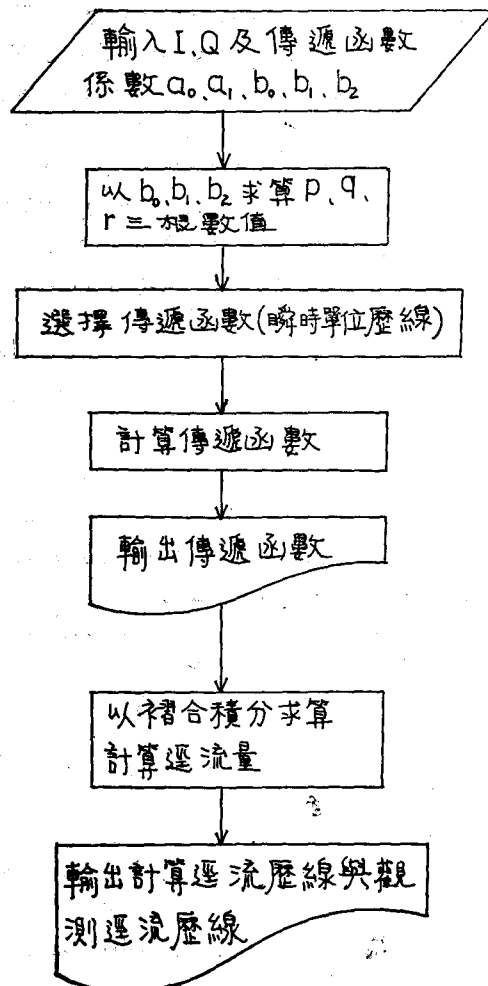 輸入I、Q及傳遞函數
係數a₀、a₁、b₀、b₁、b₂
以b₀、b₁、b₂求算p、q、
r三根數值
選擇傳遞函數(瞬時單位歷線)
計算傳遞函數
輸出傳遞函數
以褶合積分求算
計算逕流量
輸出計算逕流歷線與觀
測逕流歷線